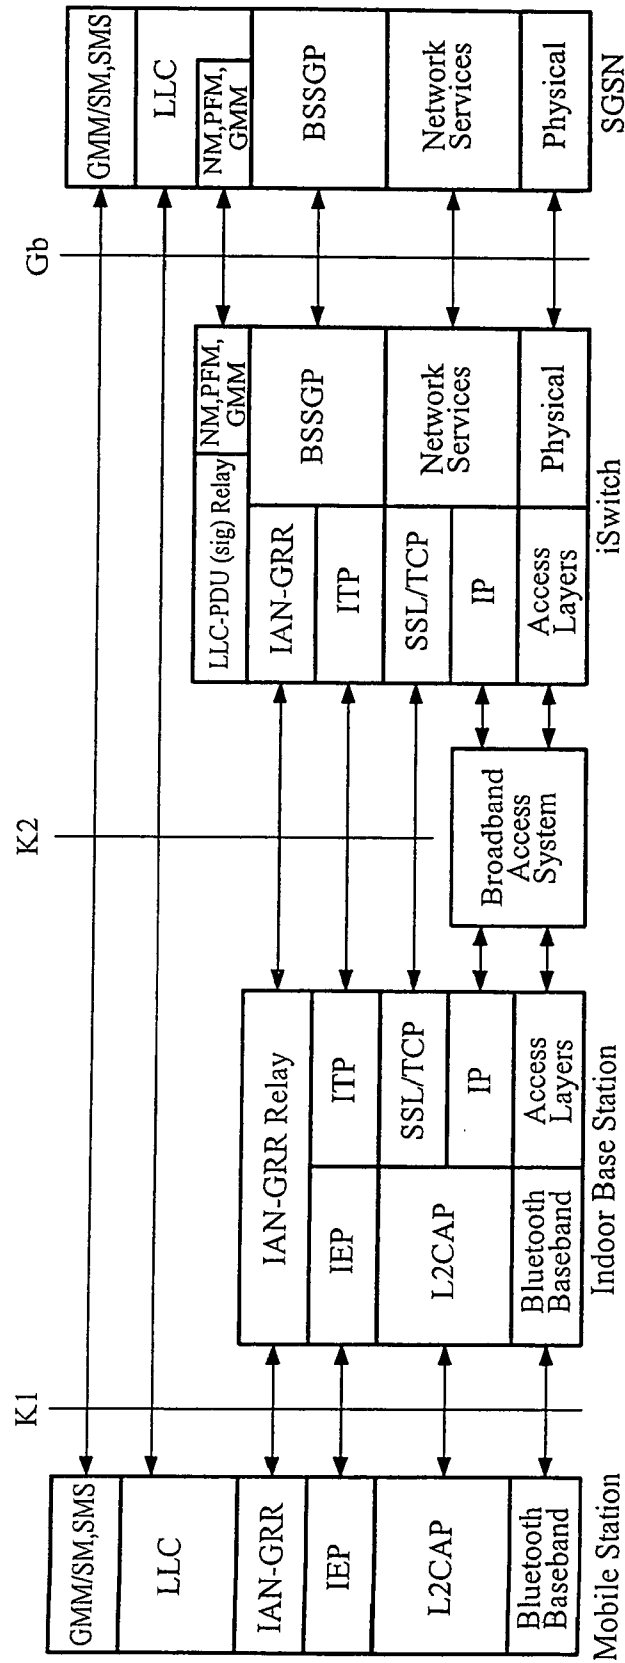 K1
K2
Gb
GMM/SM,SMS
LLC
IAN-GRR
IEP
L2CAP
Bluetooth
Baseband
Mobile Station
IAN-GRR Relay
IEP
ITP
L2CAP
SSL/TCP
IP
Bluetooth
Baseband
Access
Layers
Indoor Base Station
Broadband
Access
System
LLC-PDU (sig) Relay
NM,PFM,
GMM
IAN-GRR
ITP
BSSGP
SSL/TCP
IP
Network
Services
Access
Layers
Physical
iSwitch
GMM/SM,SMS
LLC
NM,PFM,
GMM
BSSGP
Network
Services
Physical
SGSN